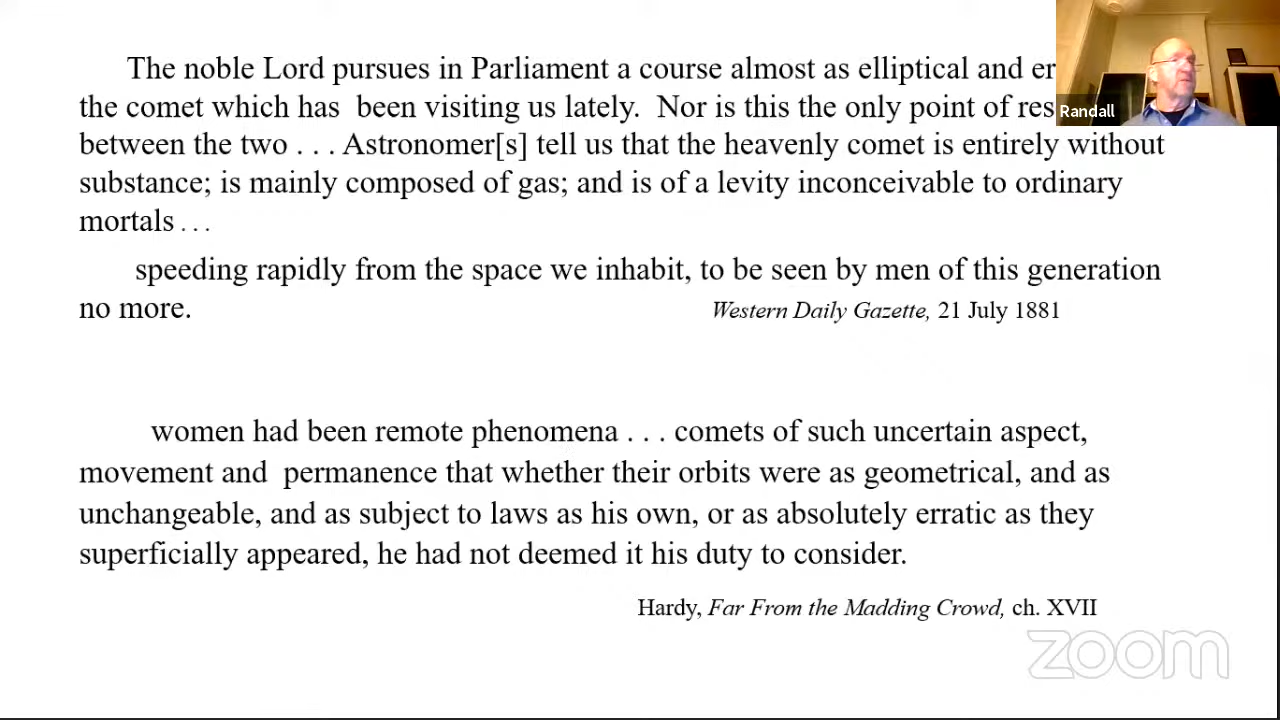 The noble Lord pursues in Parliament a course almost as elliptical and er
the comet which has been visiting us lately. Nor is this the only point of res
Randall
between the two . . . Astronomer[s] tell us that the heavenly comet is entirely without
substance; is mainly composed of gas; and is of a levity inconceivable to ordinary
mortals . . .
speeding rapidly from the space we inhabit, to be seen by men of this generation
no more.
Western Daily Gazette, 21 July 1881
women had been remote phenomena . . . comets of such uncertain aspect,
movement and permanence that whether their orbits were as geometrical, and as
unchangeable, and as subject to laws as his own, or as absolutely erratic as they
superficially appeared, he had not deemed it his duty to consider.
Hardy, Far From the Madding Crowd, ch. XVII
zoom